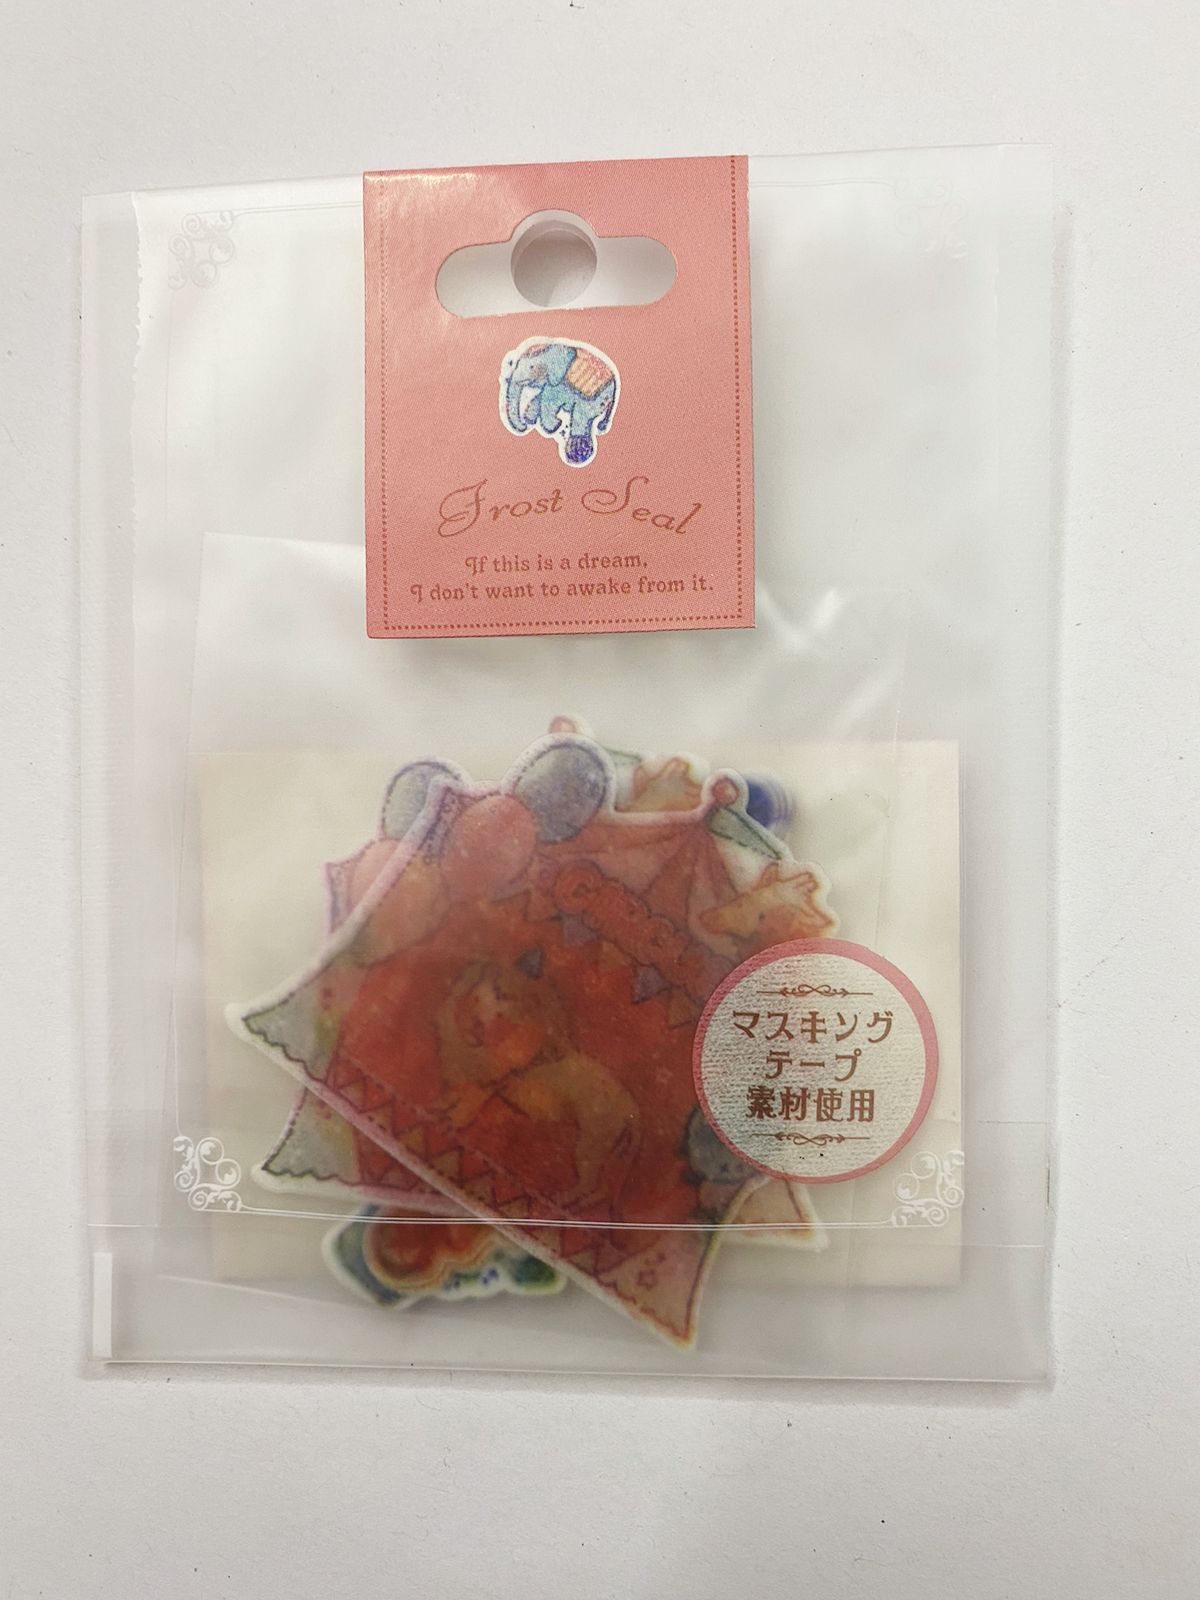 Frost Seal
If this is a dream,
I don't want to awake from it.
マスキング
テープ
素材使用